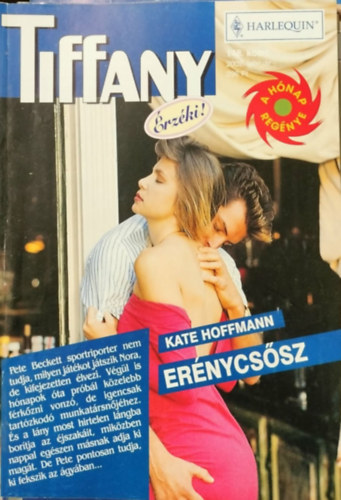 TIFFANY
HARLEQUIN®
Érzéki!
A HÓNAP REGÉNYE
KATE HOFFMANN
ERÉNYCSŐSZ
Pete Beckett sportriporter nem
tudja, milyen játékot játszik Nora,
de kifejezetten élvezi. Végül is
hónapok óta próbál közelebb
férkőzni vonzó, de igencsak
tartózkodó munkatársnőjéhez.
És a lány most hirtelen lángba
borítja az éjszakáit, miközben
nappal egészen másnak adja ki
magát. De Pete pontosan tudja,
ki fekszik az ágyában...